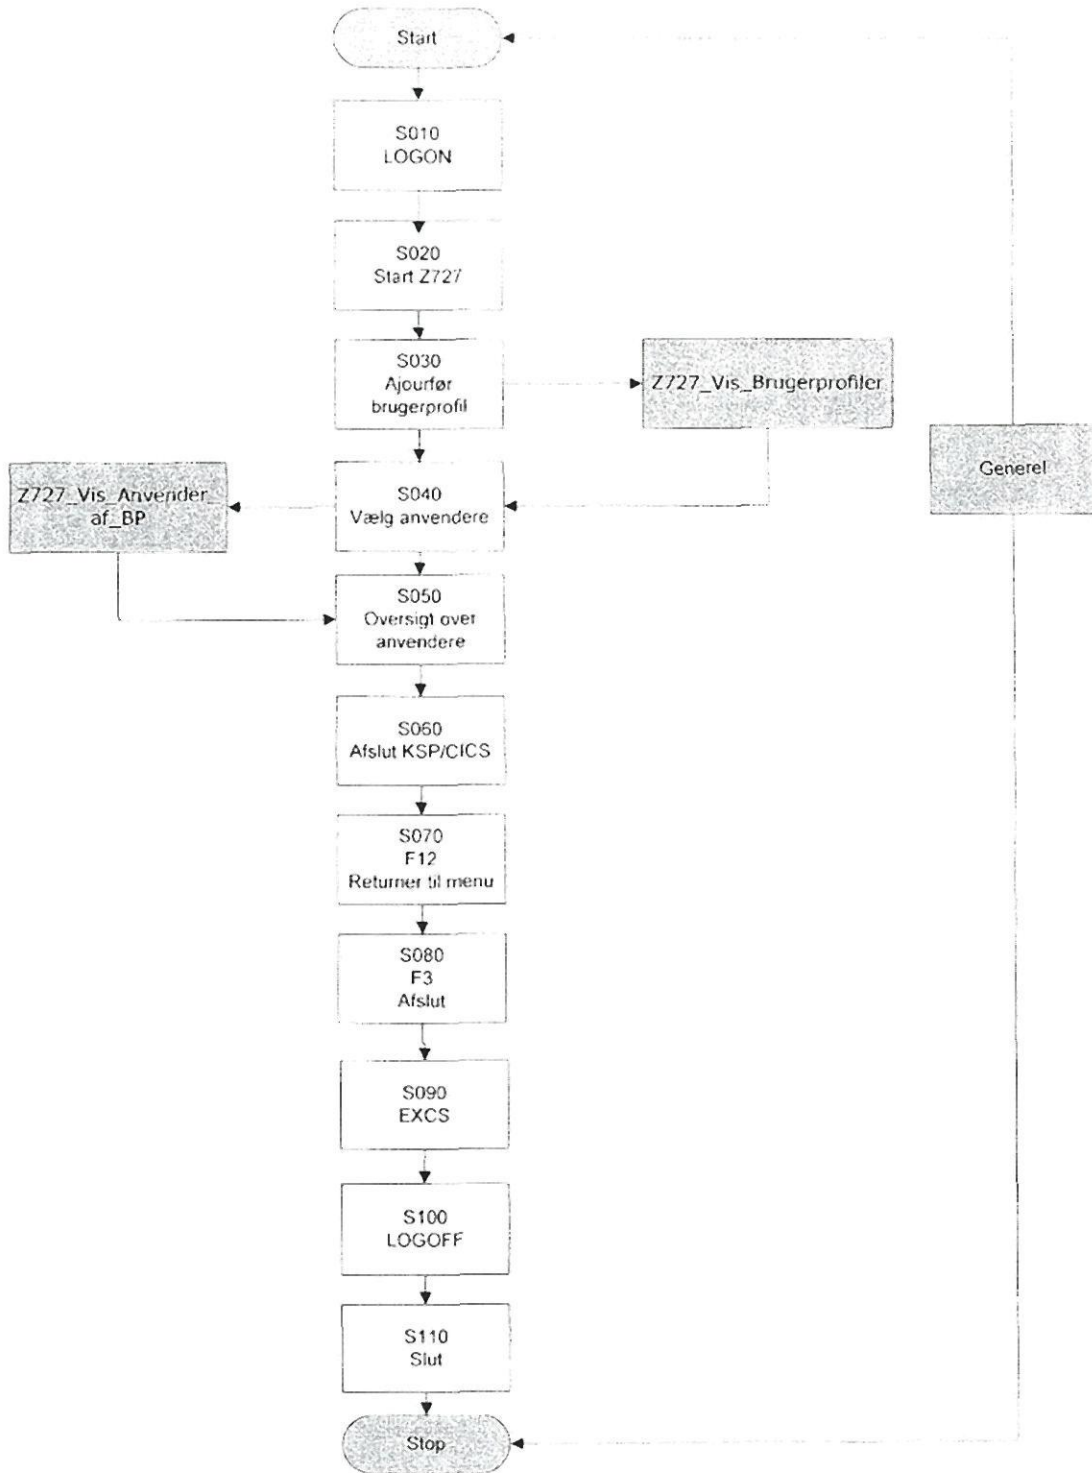 Start
S010
LOGON
S020
Start Z727
S030
Ajourfør
brugerprofil
Z727_Vis_Brugerprofiler
Generel
Z727_Vis_Anvender_
af_BP
S040
Vælg anvendere
S050
Oversigt over
anvendere
S060
Afslut KSP/CICS
S070
F12
Returner til menu
S080
F3
Afslut
S090
EXCS
S100
LOGOFF
S110
Slut
Stop